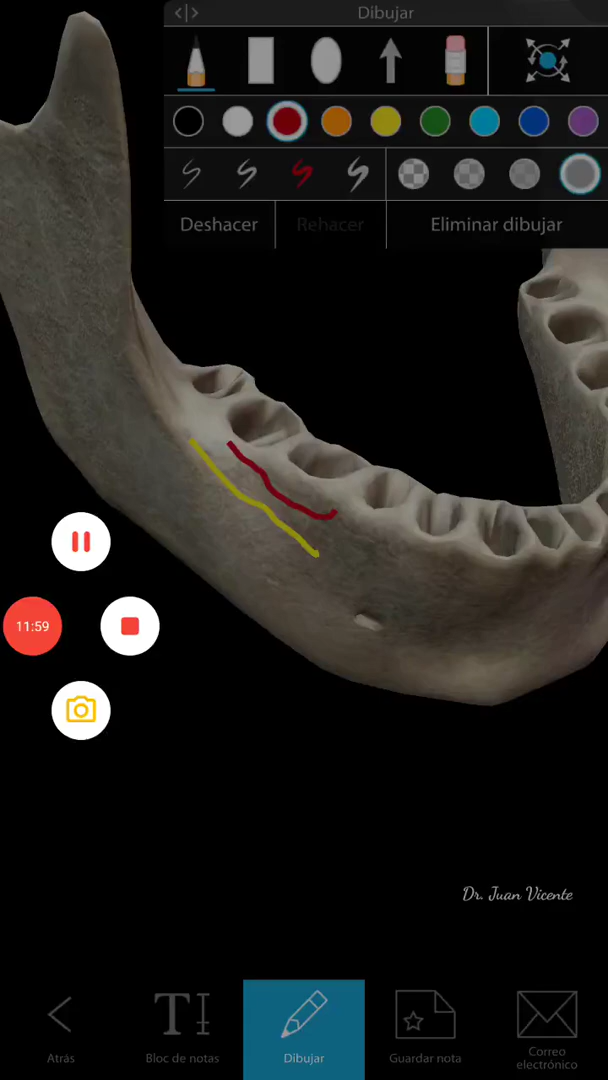 Dibujar
Deshacer
Rehacer
Eliminar dibujar
11:59
Dr. Juan Vicente
Atrás
Bloc de notas
Dibujar
Guardar nota
Correo
electrónico